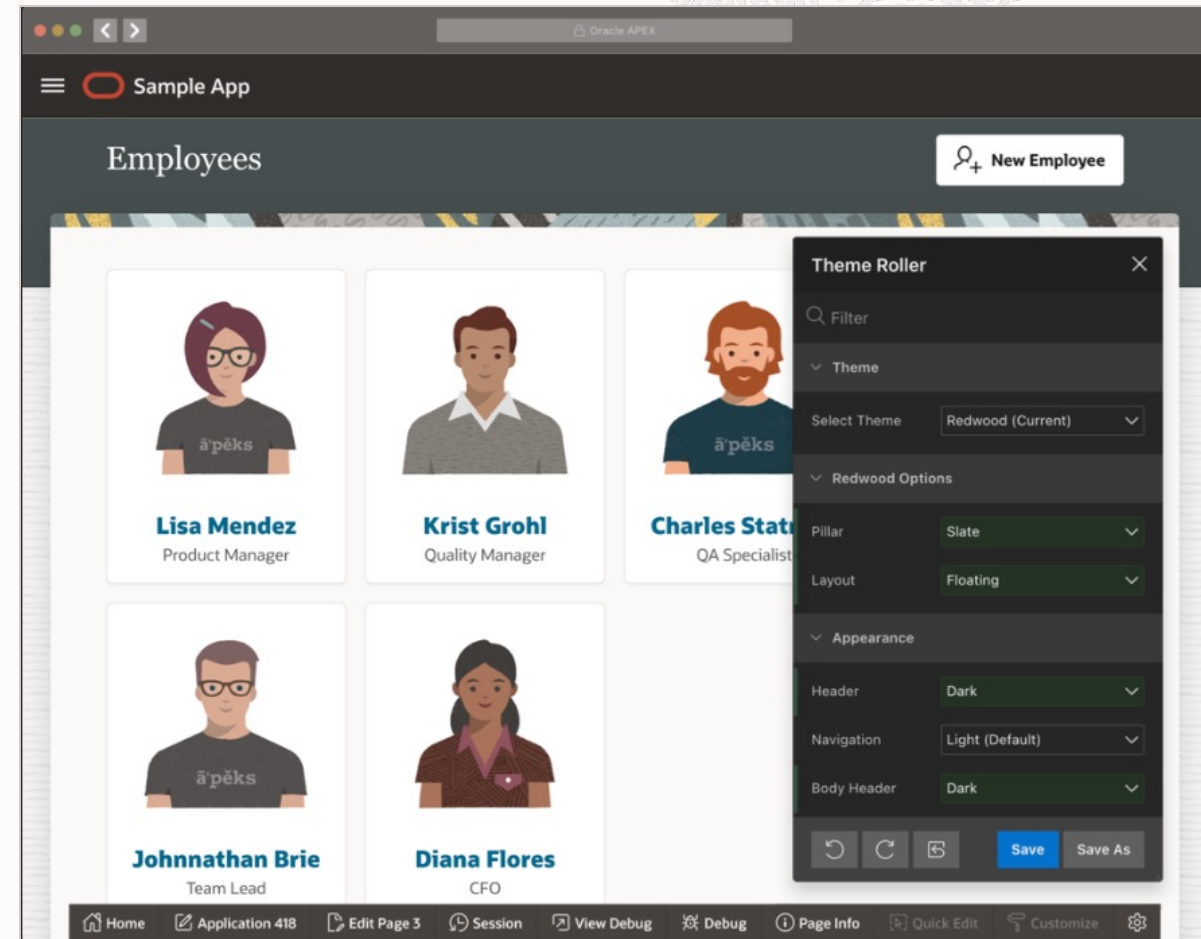 Oracle APEX
Sample App
Employees
New Employee
ā'pĕks
Lisa Mendez
Product Manager
Krist Grohl
Quality Manager
ā'pĕks
Charles
QA Specialist
ā'pĕks
Johnnathan Brie
Team Lead
Diana Flores
CFO
Theme Roller
Filter
Theme
Select Theme Redwood (Current)
Redwood Options
Pillar Slate
Layout Floating
Appearance
Header Dark
Navigation Light (Default)
Body Header Dark
Save Save As
Home Application 418 Edit Page 3 Session View Debug Debug Page Info Quick Edit Customize